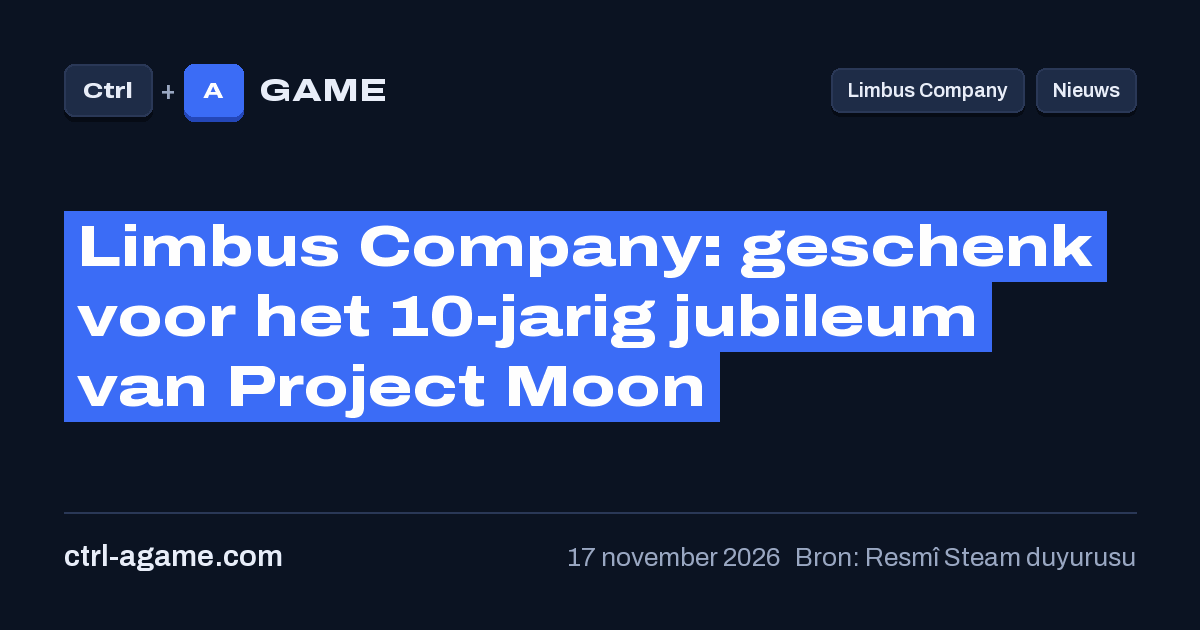 Ctrl + A GAME
Limbus Company Nieuws
Limbus Company: geschenk
voor het 10-jarig jubileum
van Project Moon
ctrl-agame.com
17 november 2026 Bron: Resmî Steam duyurusu